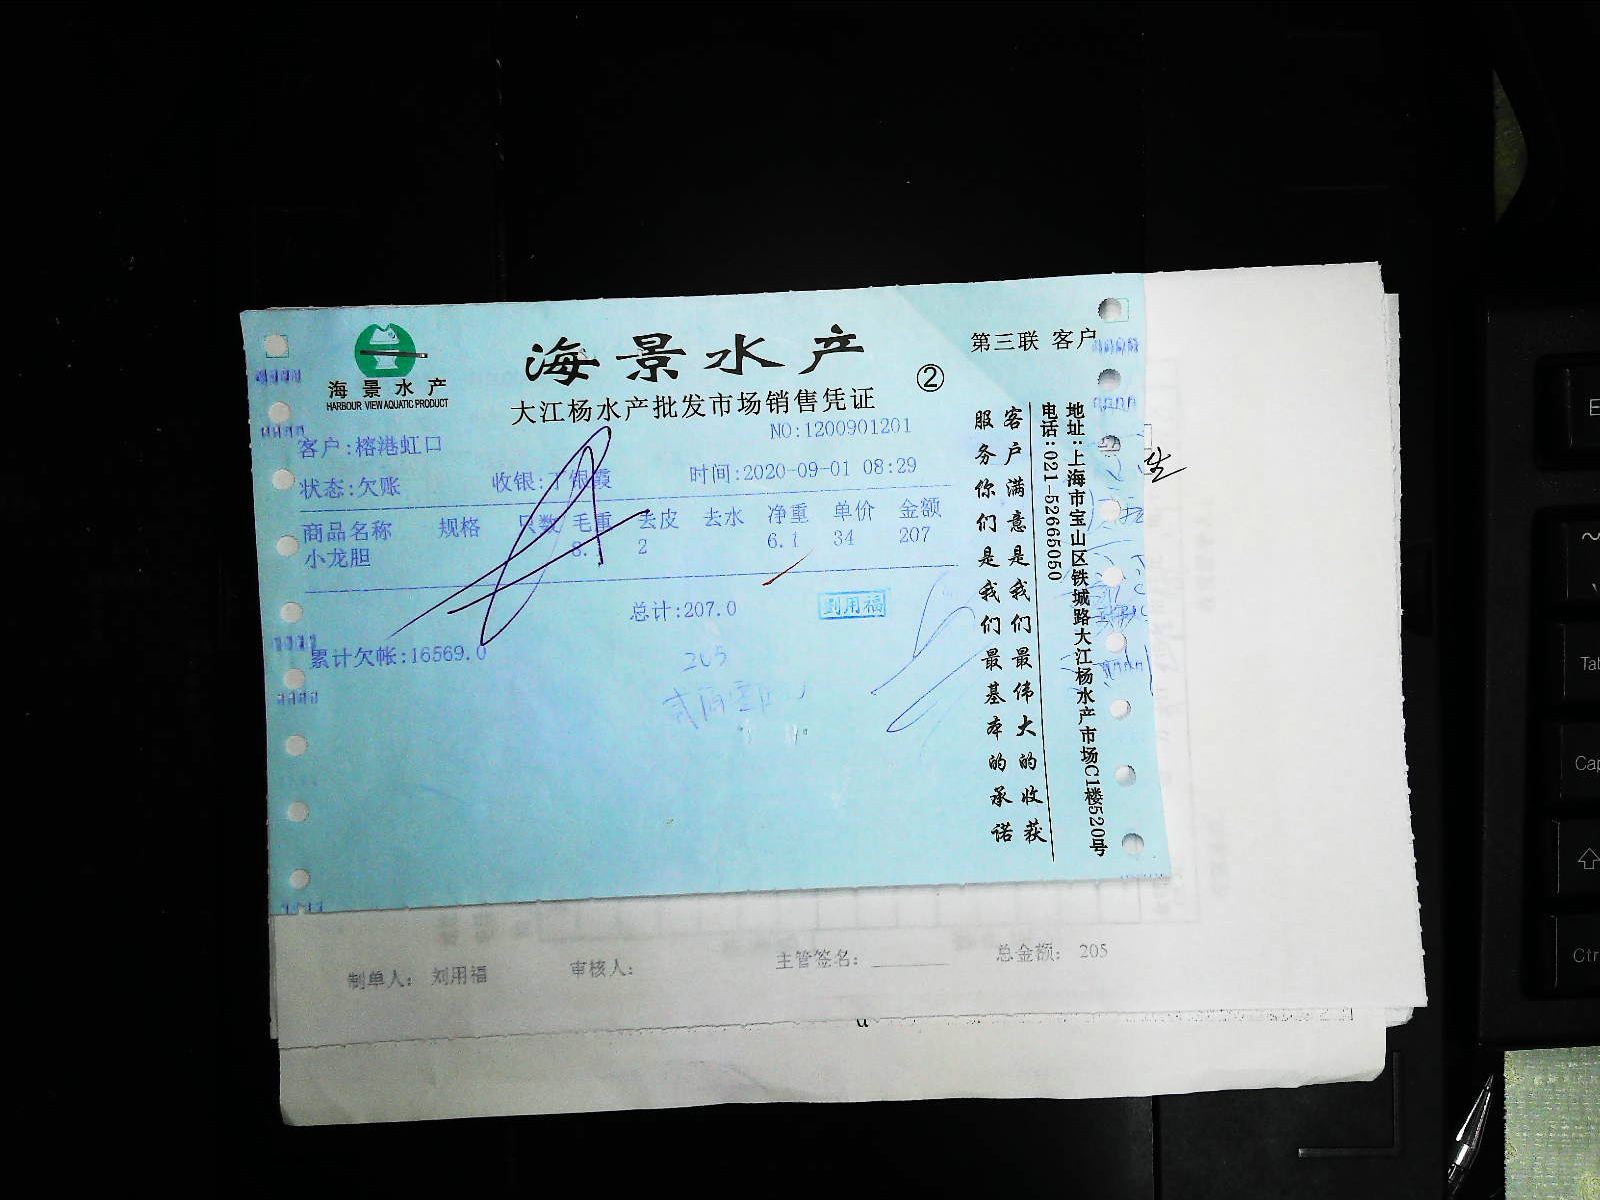 海景水产
HARBOUR VIEW AQUATIC PRODUCT
海景水产
大江杨水产批发市场销售凭证
②
第三联 客户
NO:1200901201
客户:榕港虹口
状态:欠账 收银:丁银霞 时间:2020-09-01 08:29
商品名称 规格 只数 毛重 去皮 去水 净重 单价 金额
小龙胆 8. 2 6.1 34 207
总计:207.0
刘用福
累计欠帐:16569.0
205
客户满意是我们最伟大的收获
服务你们是我们最基本的承诺
地址:上海市宝山区铁城路大江杨水产市场C1楼520号
电话:021-52665050
制单人: 刘用福 审核人: 主管签名: 总金额: 205
Tab
Cap
Ctr